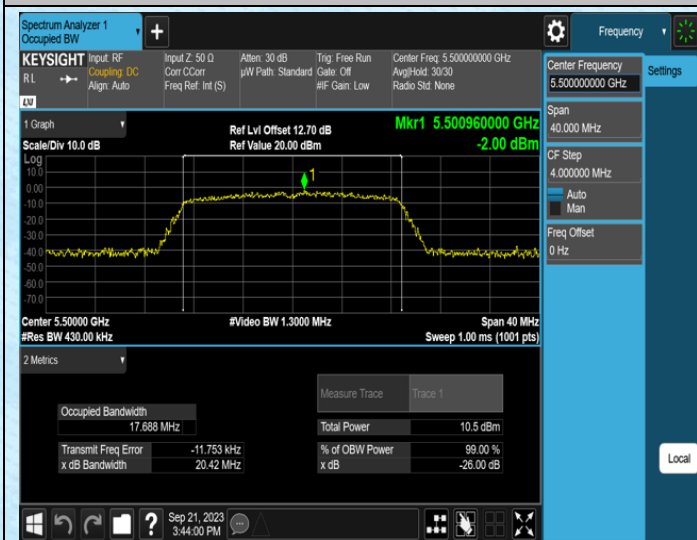 Spectrum Analyzer 1
Occupied BW
+
Frequency
KEYSIGHT
R L
LXI
Input: RF
Coupling: DC
Align: Auto
Input Z: 50 Ω
Corr CCorr
Freq Ref: Int (S)
Atten: 30 dB
µW Path: Standard
Trig: Free Run
Gate: Off
#IF Gain: Low
Center Freq: 5.500000000 GHz
Avg|Hold: 30/30
Radio Std: None
Center Frequency
5.500000000 GHz
Settings
Span
40.000 MHz
CF Step
4.000000 MHz
Auto
Man
Freq Offset
0 Hz
1 Graph
Scale/Div 10.0 dB
Ref Lvl Offset 12.70 dB
Ref Value 20.00 dBm
Mkr1 5.500960000 GHz
-2.00 dBm
Log
10.0
0.00
-10.0
-20.0
-30.0
-40.0
-50.0
-60.0
-70.0
1
Center 5.50000 GHz
#Res BW 430.00 kHz
#Video BW 1.3000 MHz
Span 40 MHz
Sweep 1.00 ms (1001 pts)
2 Metrics
Measure Trace Trace 1
Occupied Bandwidth
17.688 MHz
Total Power 10.5 dBm
Transmit Freq Error -11.753 kHz
% of OBW Power 99.00 %
x dB Bandwidth 20.42 MHz
x dB -26.00 dB
Local
?
Sep 21, 2023
3:44:00 PM